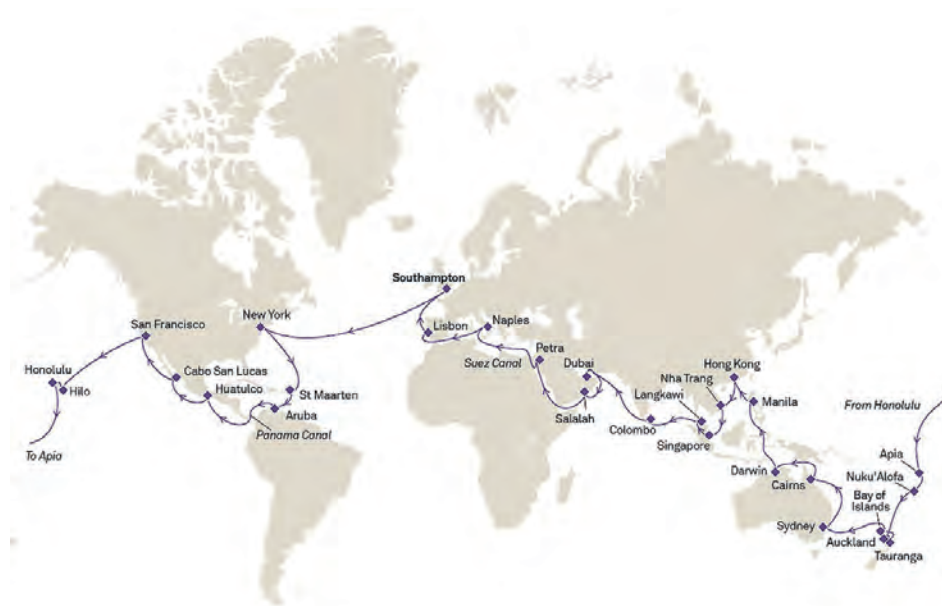 Southampton
New York
San Francisco
Lisbon
Naples
Petra
Suez Canal
Dubai
Hong Kong
Honolulu
Hilo
Cabo San Lucas
Huatulco
St Maarten
Aruba
Panama Canal
To Apia
Nha Trang
Langkawi
Manila
Salalah
Colombo
Singapore
From Honolulu
Apia
Darwin
Cairns
Nuku'Alofa
Bay of
Islands
Sydney
Auckland
Tauranga